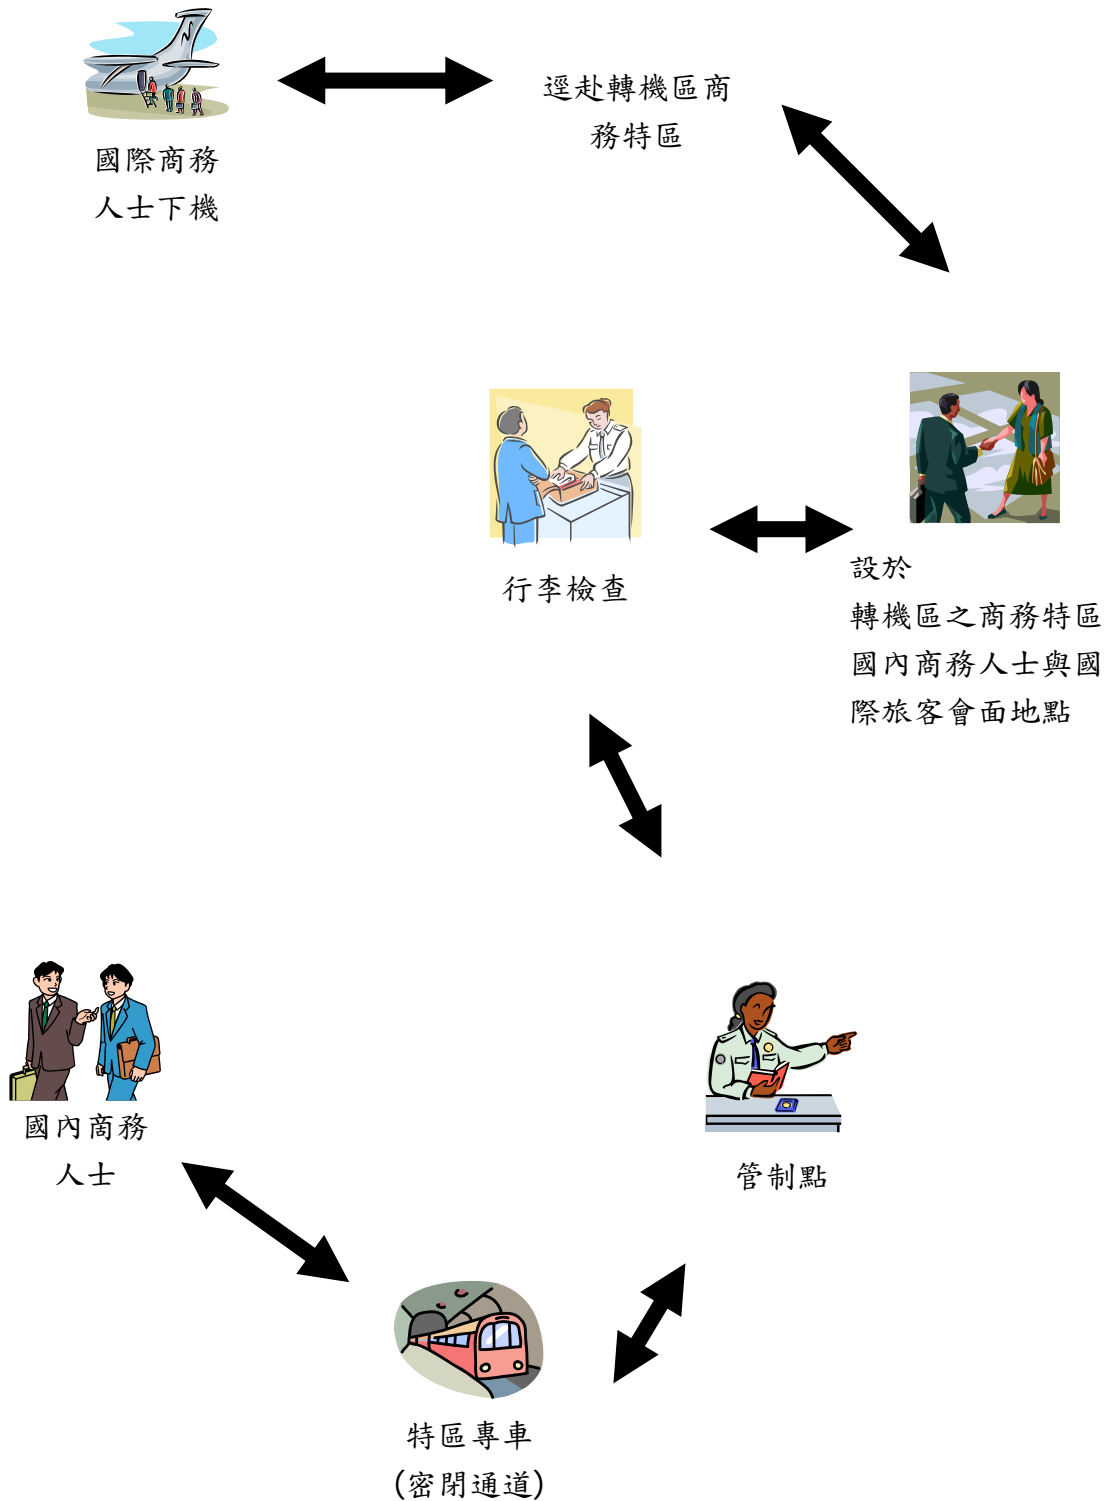 國際商務
人士下機
逕赴轉機區商
務特區
行李檢查
設於
轉機區之商務特區
國內商務人士與國
際旅客會面地點
國內商務
人士
管制點
特區專車
(密閉通道)